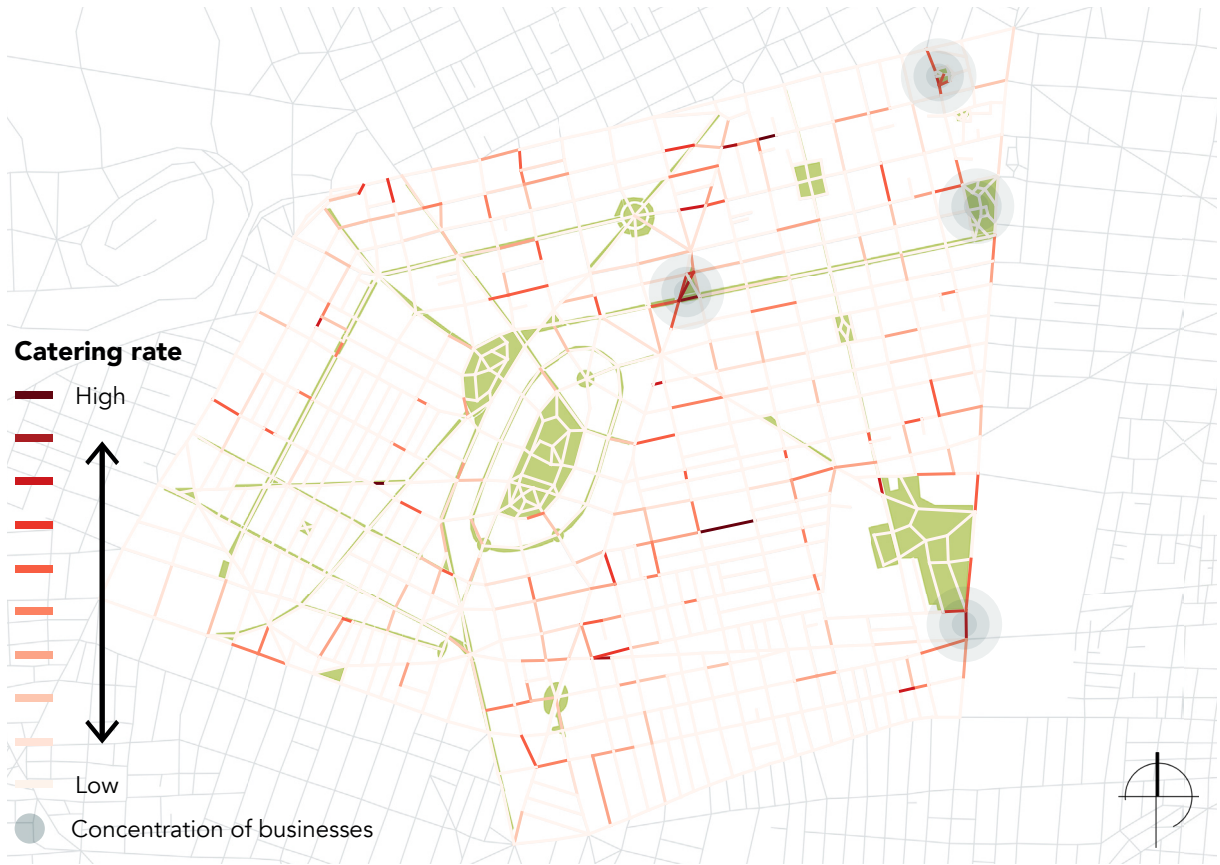 Catering rate
High
Low
Concentration of businesses